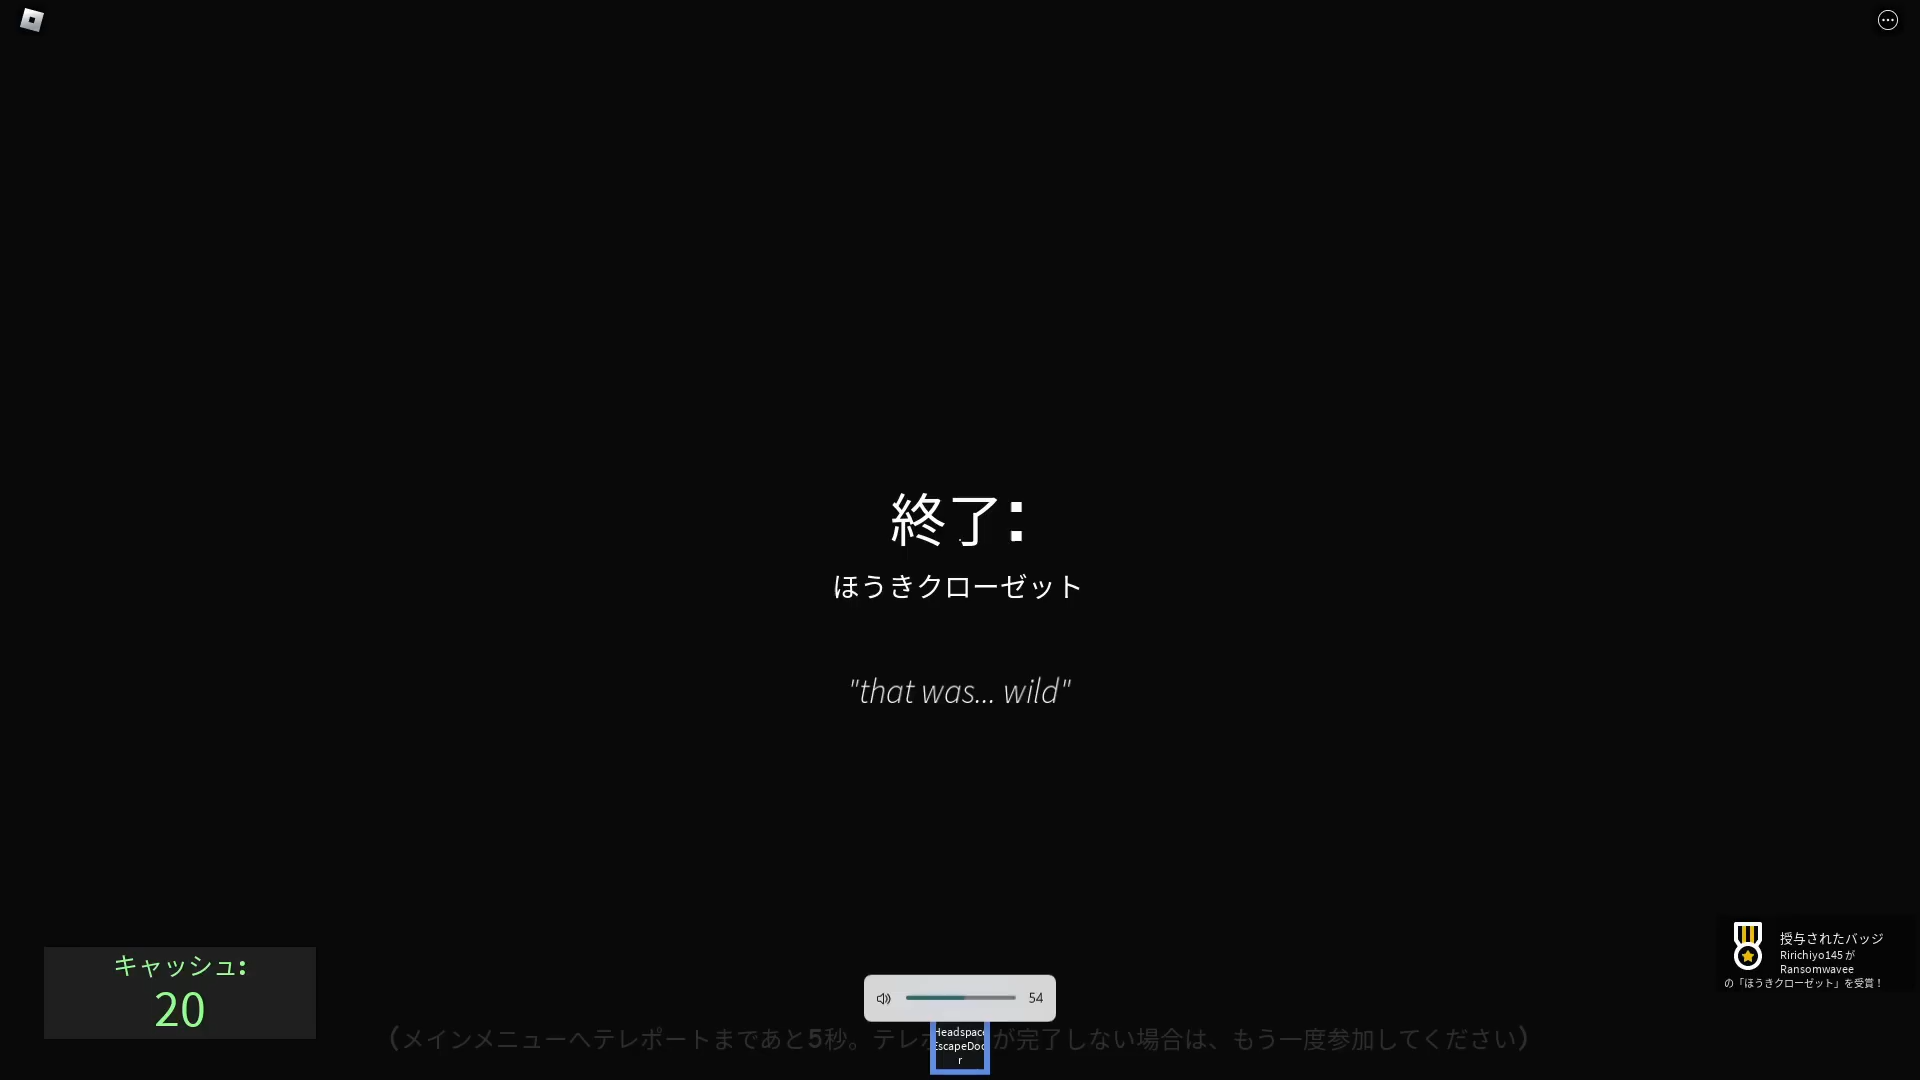 終了:
ほうきクローゼット
"that was... wild"
キャッシュ:
20
授与されたバッジ
Ririchiyo145 が
Ransomwavee
の「ほうきクローゼット」を受賞！
54
(メインメニューへテレポートまであと5秒。テレポ が完了しない場合は、もう一度参加してください)
Headspac
EscapeDoo
r